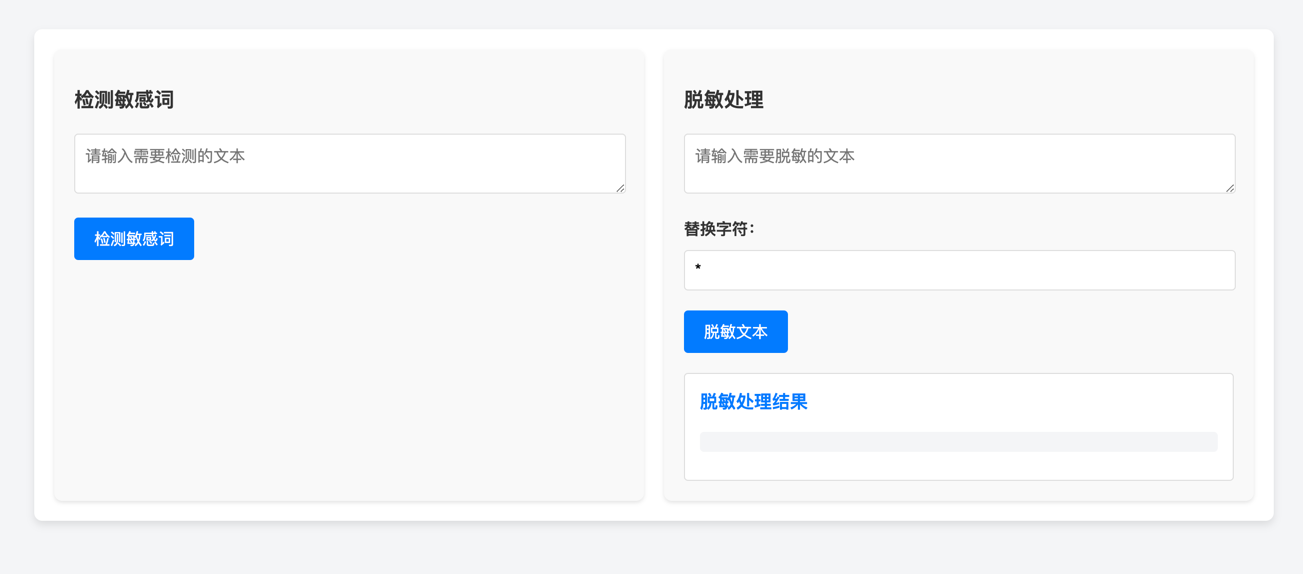 检测敏感词
请输入需要检测的文本
检测敏感词
脱敏处理
请输入需要脱敏的文本
替换字符：
*
脱敏文本
脱敏处理结果